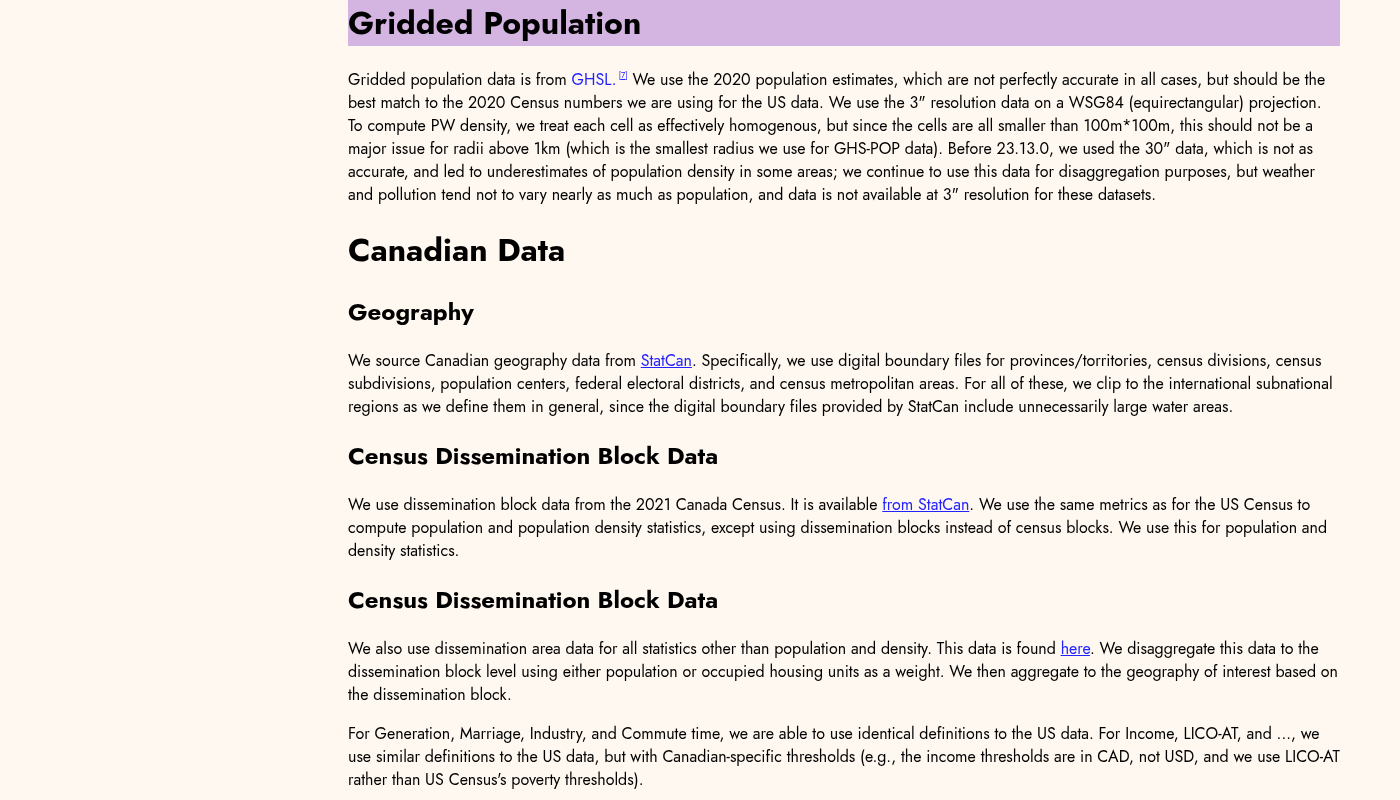 Gridded Population
Gridded population data is from GHSL. [7] We use the 2020 population estimates, which are not perfectly accurate in all cases, but should be the
best match to the 2020 Census numbers we are using for the US data. We use the 3" resolution data on a WSG84 (equirectangular) projection.
To compute PW density, we treat each cell as effectively homogenous, but since the cells are all smaller than 100m*100m, this should not be a
major issue for radii above 1km (which is the smallest radius we use for GHS-POP data). Before 23.13.0, we used the 30" data, which is not as
accurate, and led to underestimates of population density in some areas; we continue to use this data for disaggregation purposes, but weather
and pollution tend not to vary nearly as much as population, and data is not available at 3" resolution for these datasets.
Canadian Data
Geography
We source Canadian geography data from StatCan. Specifically, we use digital boundary files for provinces/territories, census divisions, census
subdivisions, population centers, federal electoral districts, and census metropolitan areas. For all of these, we clip to the international subnational
regions as we define them in general, since the digital boundary files provided by StatCan include unnecessarily large water areas.
Census Dissemination Block Data
We use dissemination block data from the 2021 Canada Census. It is available from StatCan. We use the same metrics as for the US Census to
compute population and population density statistics, except using dissemination blocks instead of census blocks. We use this for population and
density statistics.
Census Dissemination Block Data
We also use dissemination area data for all statistics other than population and density. This data is found here. We disaggregate this data to the
dissemination block level using either population or occupied housing units as a weight. We then aggregate to the geography of interest based on
the dissemination block.
For Generation, Marriage, Industry, and Commute time, we are able to use identical definitions to the US data. For Income, LICO-AT, and ..., we
use similar definitions to the US data, but with Canadian-specific thresholds (e.g., the income thresholds are in CAD, not USD, and we use LICO-AT
rather than US Census's poverty thresholds).